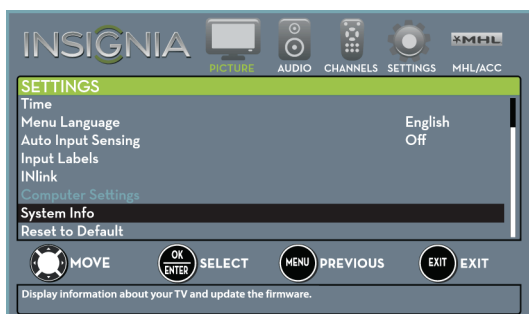 INSIGNIA
PICTURE AUDIO CHANNELS SETTINGS MHL MHL/ACC
SETTINGS
Time
Menu Language English
Auto Input Sensing Off
Input Labels
INlink
Computer Settings
System Info
Reset to Default
MOVE OK ENTER SELECT MENU PREVIOUS EXIT EXIT
Display information about your TV and update the firmware.